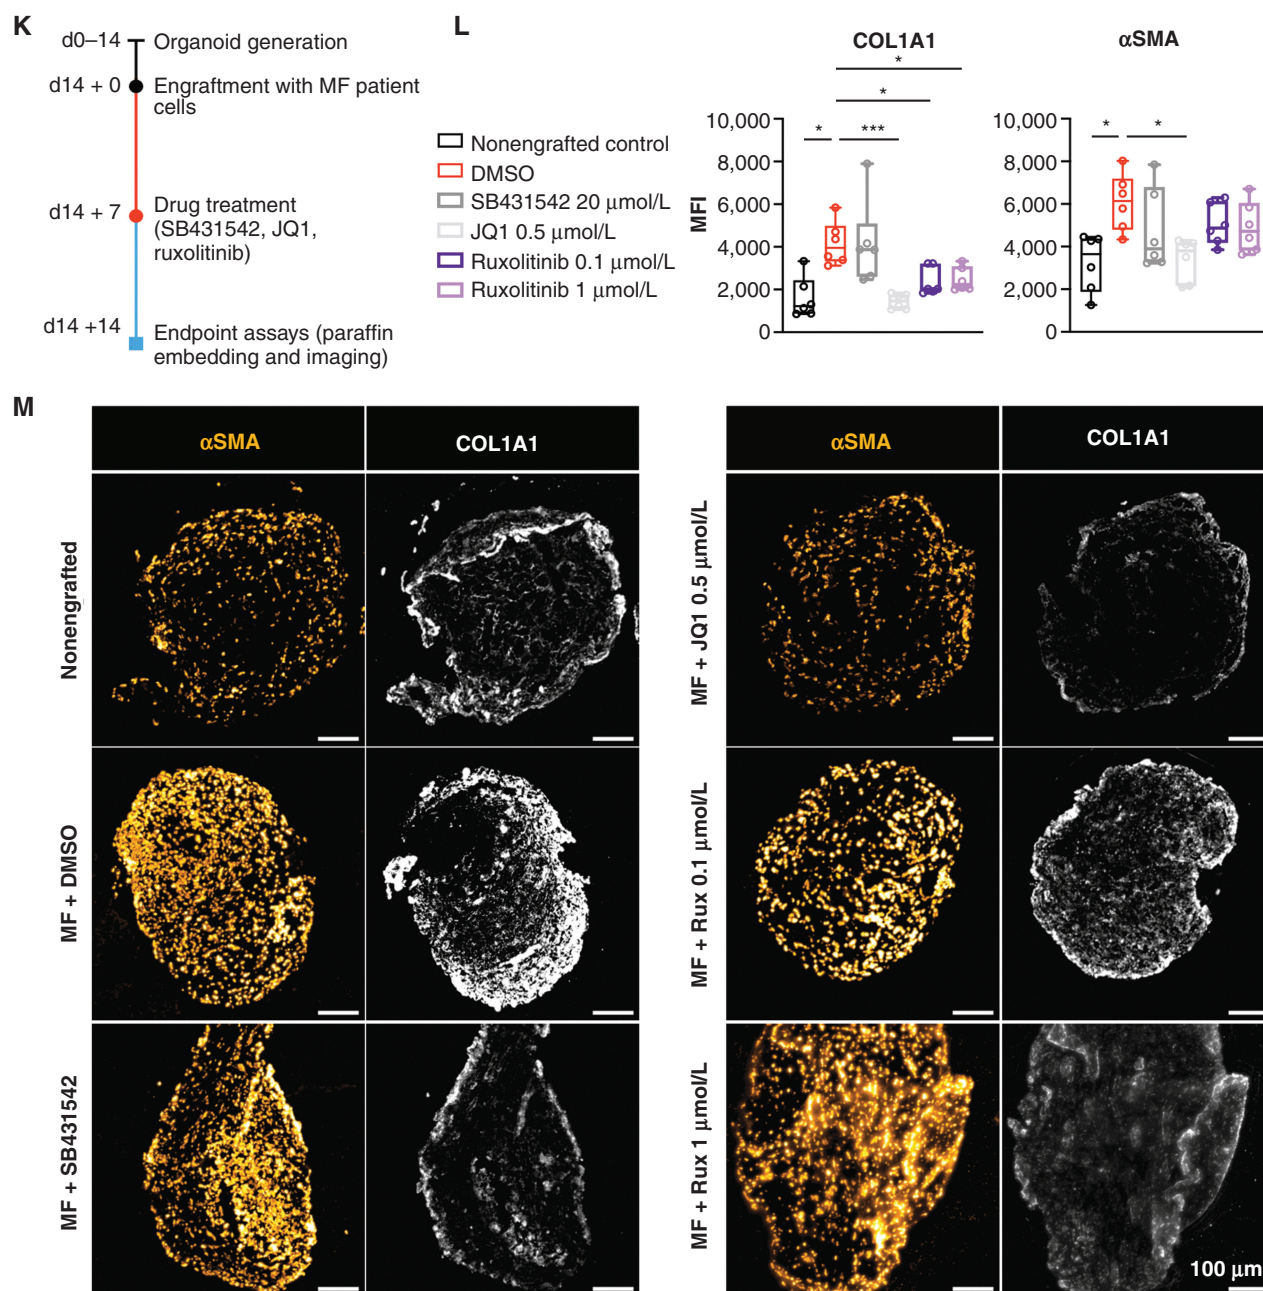 K
d0–14 Organoid generation
d14 + 0 Engraftment with MF patient
cells
d14 + 7 Drug treatment
(SB431542, JQ1,
ruxolitinib)
d14 +14 Endpoint assays (paraffin
embedding and imaging)
L
Nonengrafted control
DMSO
SB431542 20 μmol/L
JQ1 0.5 μmol/L
Ruxolitinib 0.1 μmol/L
Ruxolitinib 1 μmol/L
COL1A1
*
*
* ***
MFI
10,000
8,000
6,000
4,000
2,000
0
αSMA
* *
10,000
8,000
6,000
4,000
2,000
0
M
αSMA COL1A1
Nonengrafted
MF + DMSO
MF + SB431542
αSMA COL1A1
MF + JQ1 0.5 μmol/L
MF + Rux 0.1 μmol/L
MF + Rux 1 μmol/L
100 μm